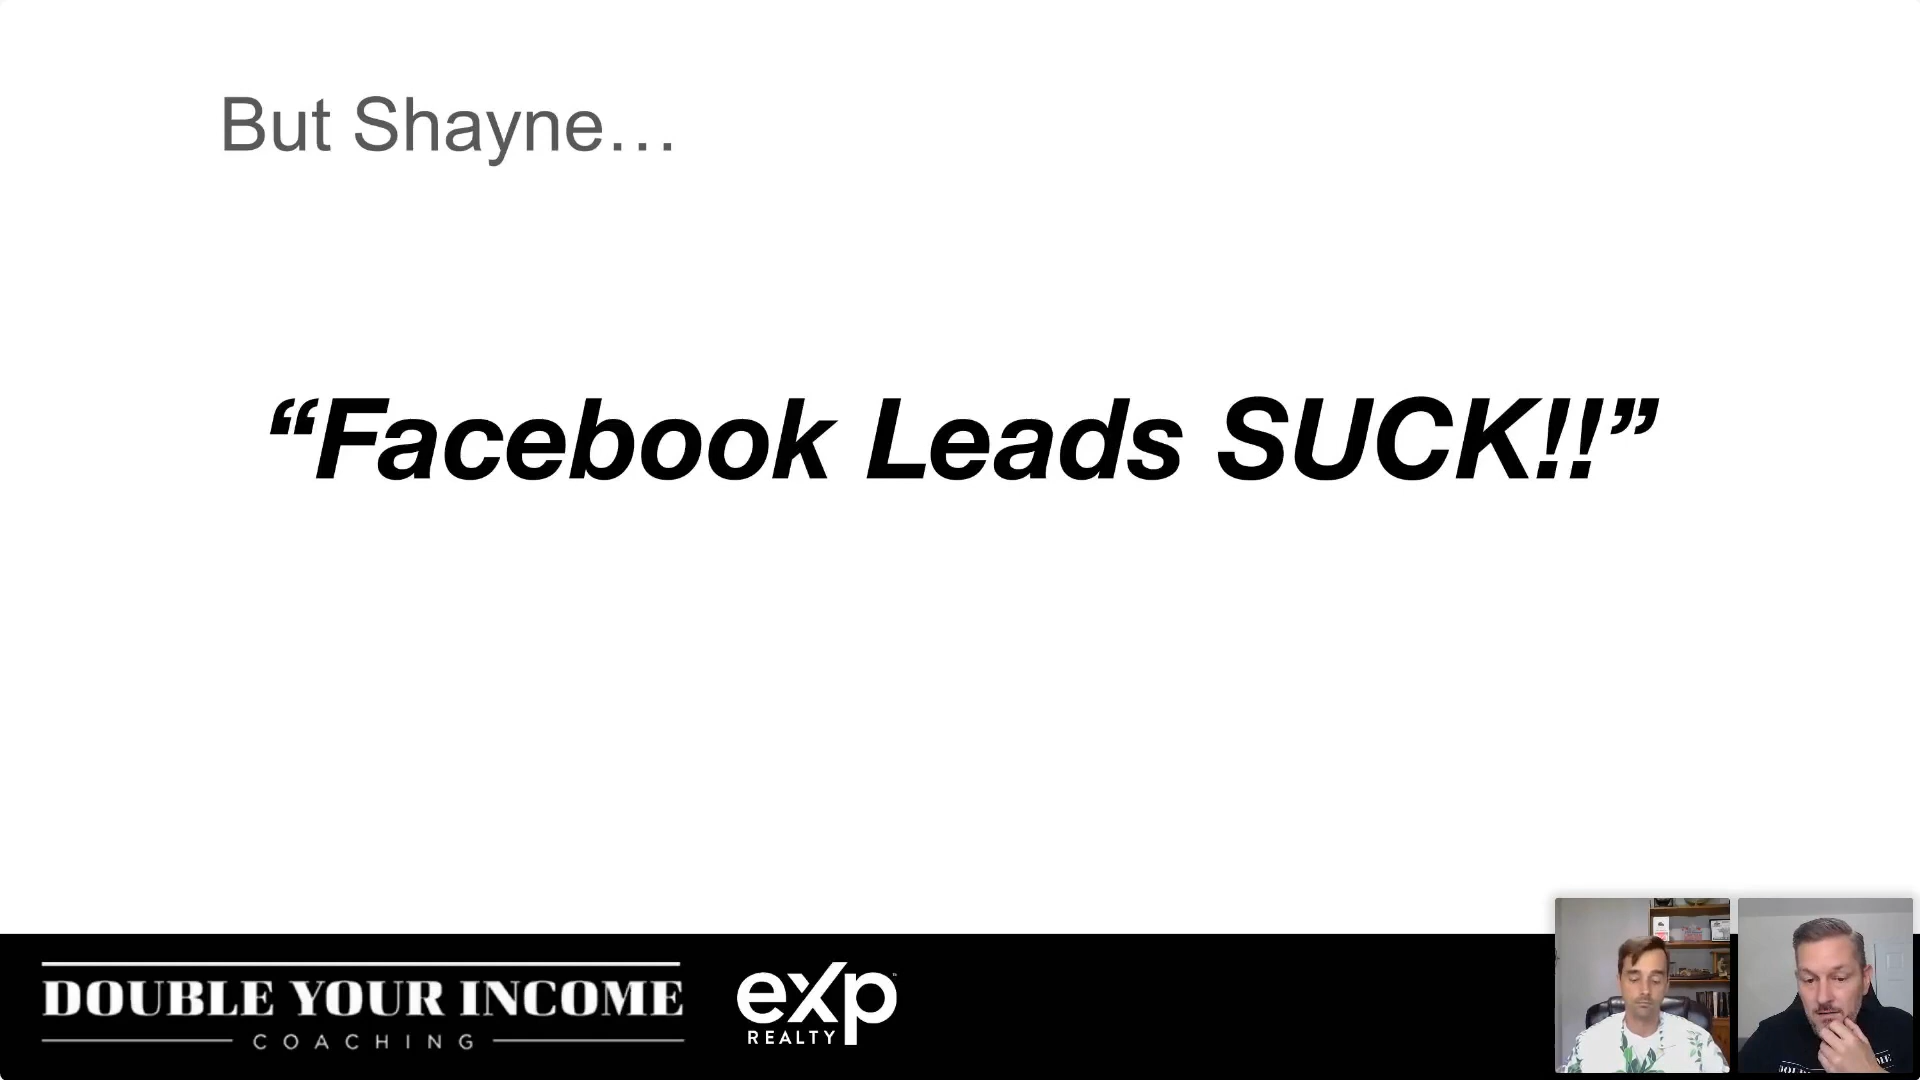 But Shayne…
“Facebook Leads SUCK!!”
DOUBLE YOUR INCOME
COACHING
eXp
REALTY